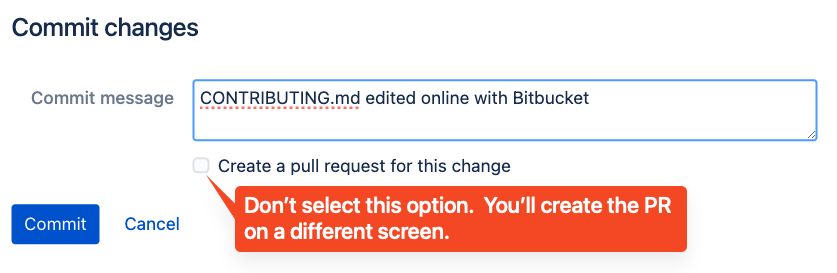 Commit changes
Commit message
CONTRIBUTING.md edited online with Bitbucket
Create a pull request for this change
Don’t select this option.  You’ll create the PR
on a different screen.
Commit
Cancel